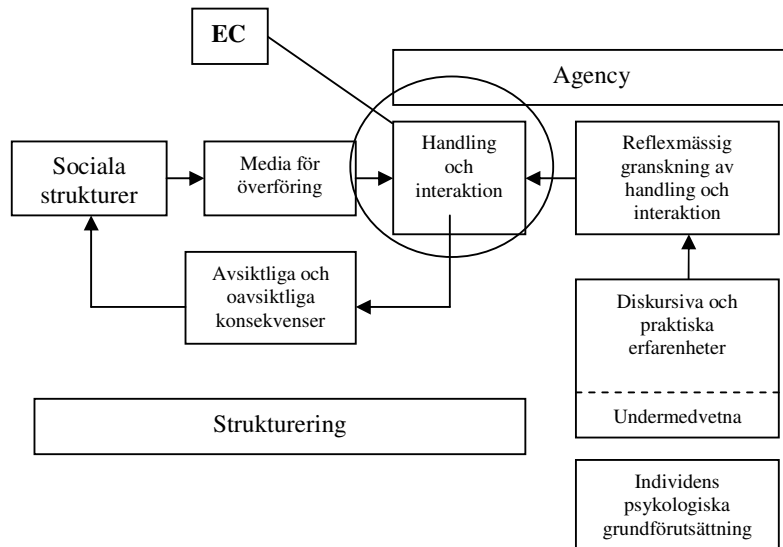 EC
Agency
Sociala
strukturer
Media för
överföring
Handling
och
interaktion
Reflexmässig
granskning av
handling och
interaktion
Avsiktliga och
oavsiktliga
konsekvenser
Diskursiva och
praktiska
erfarenheter
Undermedvetna
Strukturering
Individens
psykologiska
grundförutsättning